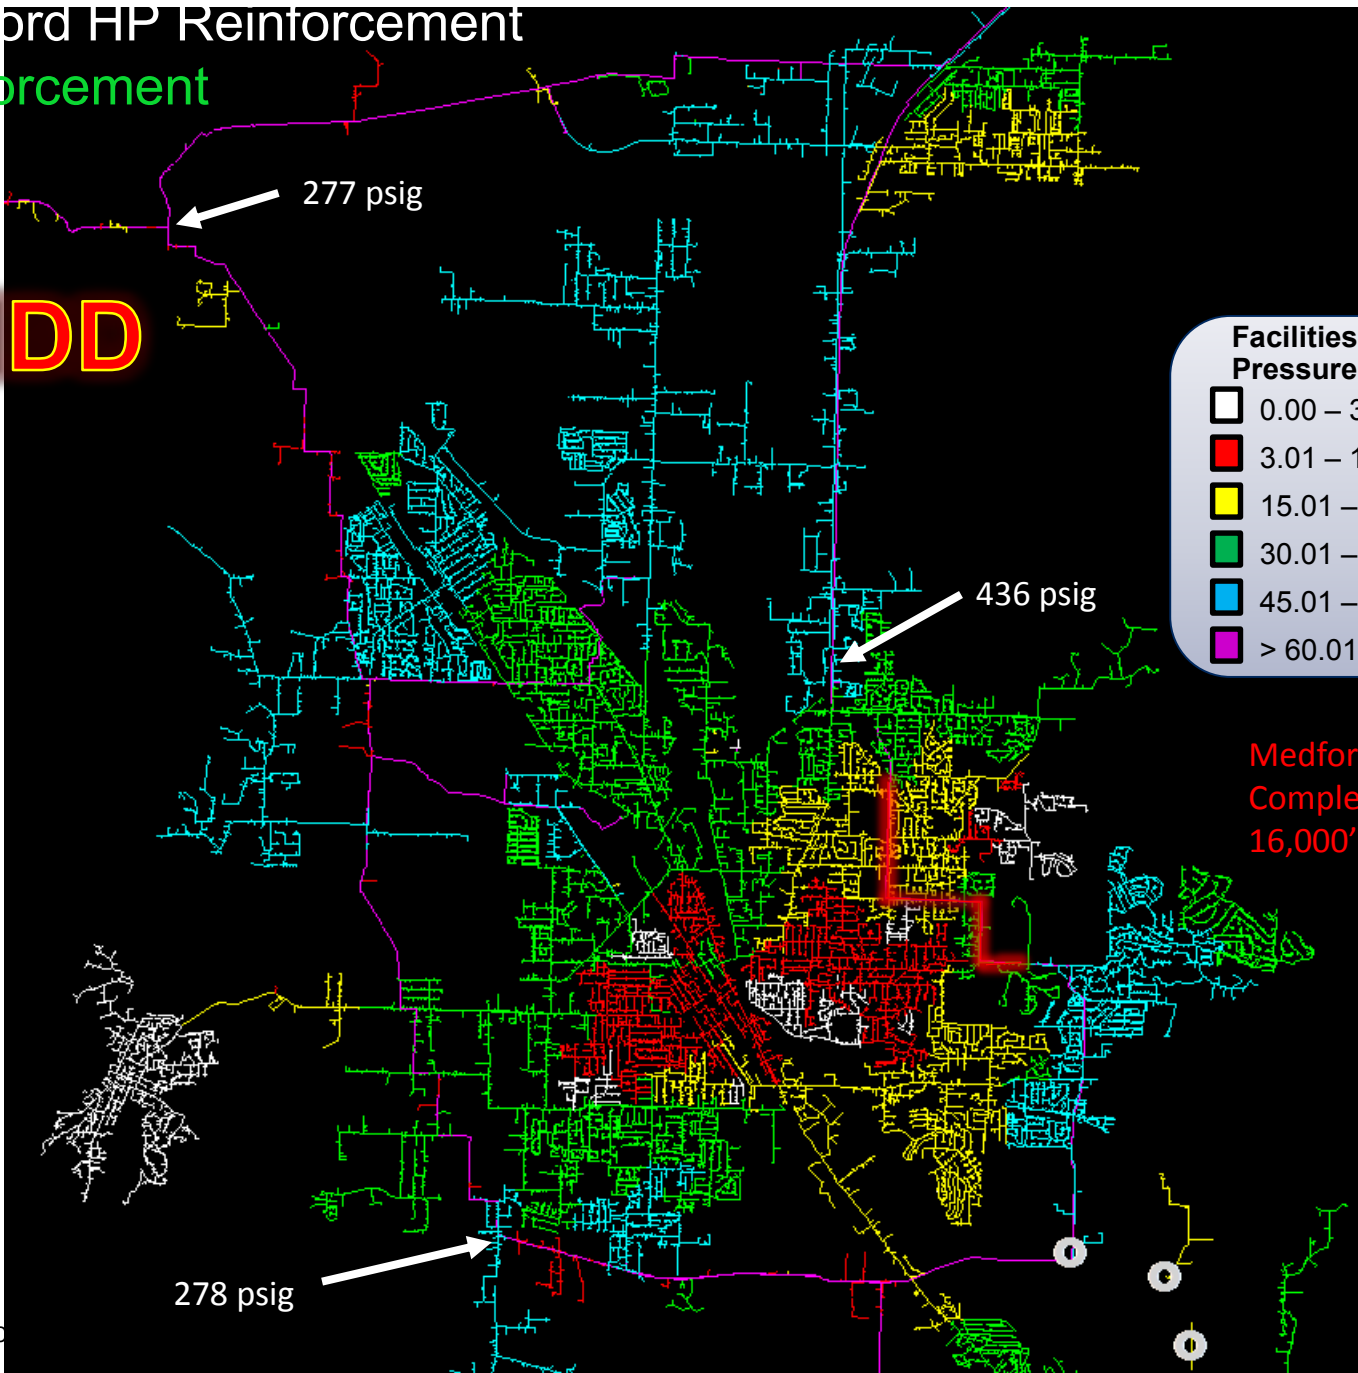 ord HP Reinforcement
orcement
277 psig
DD
Facilities
Pressure
0.00 – 3
3.01 – 1
15.01 –
30.01 –
45.01 –
> 60.01
436 psig
Medfor
Comple
16,000'
278 psig